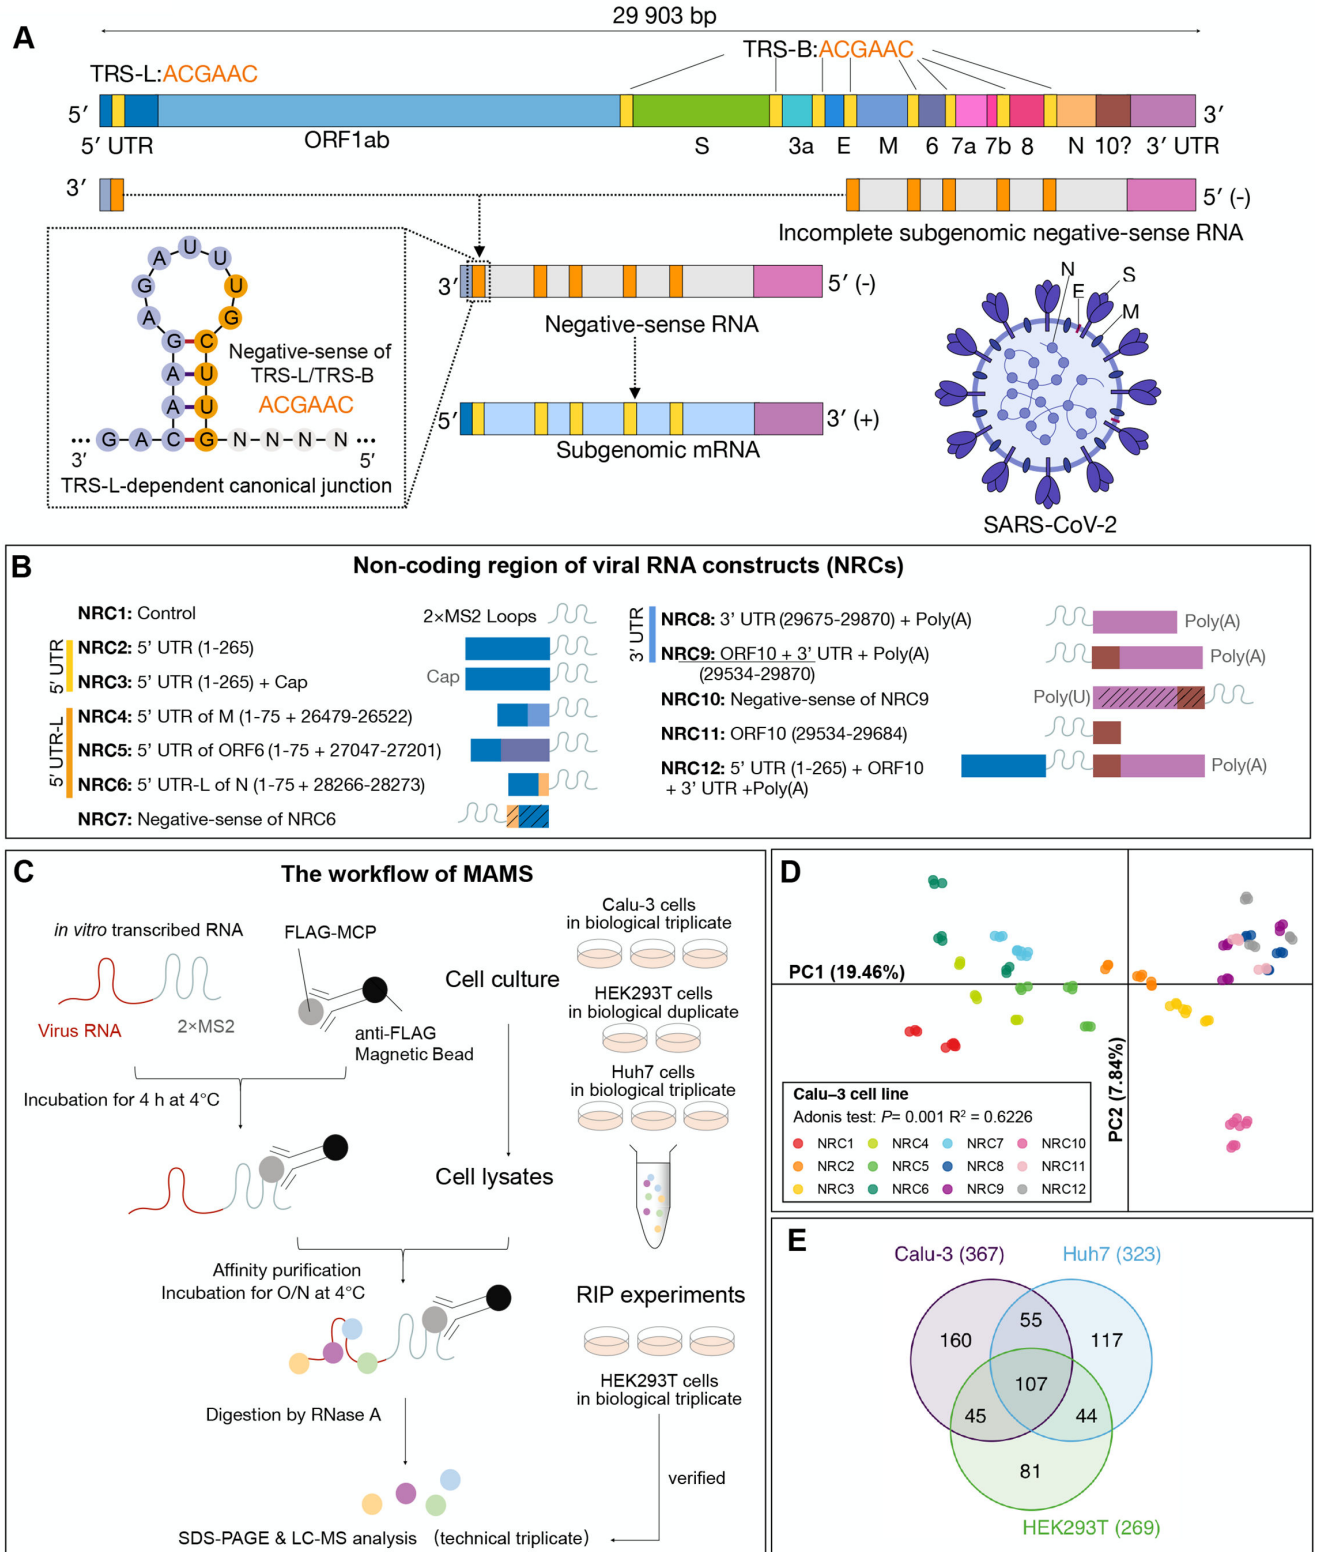 A
29 903 bp
TRS-B:ACGAAC
TRS-L:ACGAAC
5′
3′
5′ UTR
ORF1ab
S
3a
E
M
6
7a
7b
8
N
10?
3′ UTR
3′
5′ (-)
Incomplete subgenomic negative-sense RNA
3′
5′ (-)
Negative-sense RNA
5′
3′ (+)
Subgenomic mRNA
U
A U
G U
A G
G C
Negative-sense of
TRS-L/TRS-B
ACGAAC
A U
A U
... G A C G N N N N ...
3′ 5′
TRS-L-dependent canonical junction
N
E
S
M
SARS-CoV-2
B
Non-coding region of viral RNA constructs (NRCs)
5′ UTR
5′ UTR-L
NRC1: Control
2×MS2 Loops
NRC2: 5′ UTR (1-265)
NRC3: 5′ UTR (1-265) + Cap
Cap
NRC4: 5′ UTR of M (1-75 + 26479-26522)
NRC5: 5′ UTR of ORF6 (1-75 + 27047-27201)
NRC6: 5′ UTR-L of N (1-75 + 28266-28273)
NRC7: Negative-sense of NRC6
3′ UTR
NRC8: 3′ UTR (29675-29870) + Poly(A)
Poly(A)
NRC9: ORF10 + 3′ UTR + Poly(A)
(29534-29870)
Poly(A)
NRC10: Negative-sense of NRC9
Poly(U)
NRC11: ORF10 (29534-29684)
NRC12: 5′ UTR (1-265) + ORF10
+ 3′ UTR +Poly(A)
Poly(A)
C
The workflow of MAMS
in vitro transcribed RNA
FLAG-MCP
Virus RNA
2×MS2
anti-FLAG
Magnetic Bead
Incubation for 4 h at 4°C
Cell culture
Calu-3 cells
in biological triplicate
HEK293T cells
in biological duplicate
Huh7 cells
in biological triplicate
Cell lysates
Affinity purification
Incubation for O/N at 4°C
RIP experiments
HEK293T cells
in biological triplicate
Digestion by RNase A
verified
SDS-PAGE & LC-MS analysis (technical triplicate)
D
PC1 (19.46%)
PC2 (7.84%)
Calu–3 cell line
Adonis test: P= 0.001 R² = 0.6226
NRC1 NRC4 NRC7 NRC10
NRC2 NRC5 NRC8 NRC11
NRC3 NRC6 NRC9 NRC12
E
Calu-3 (367)
Huh7 (323)
55
160
117
107
45
44
81
HEK293T (269)